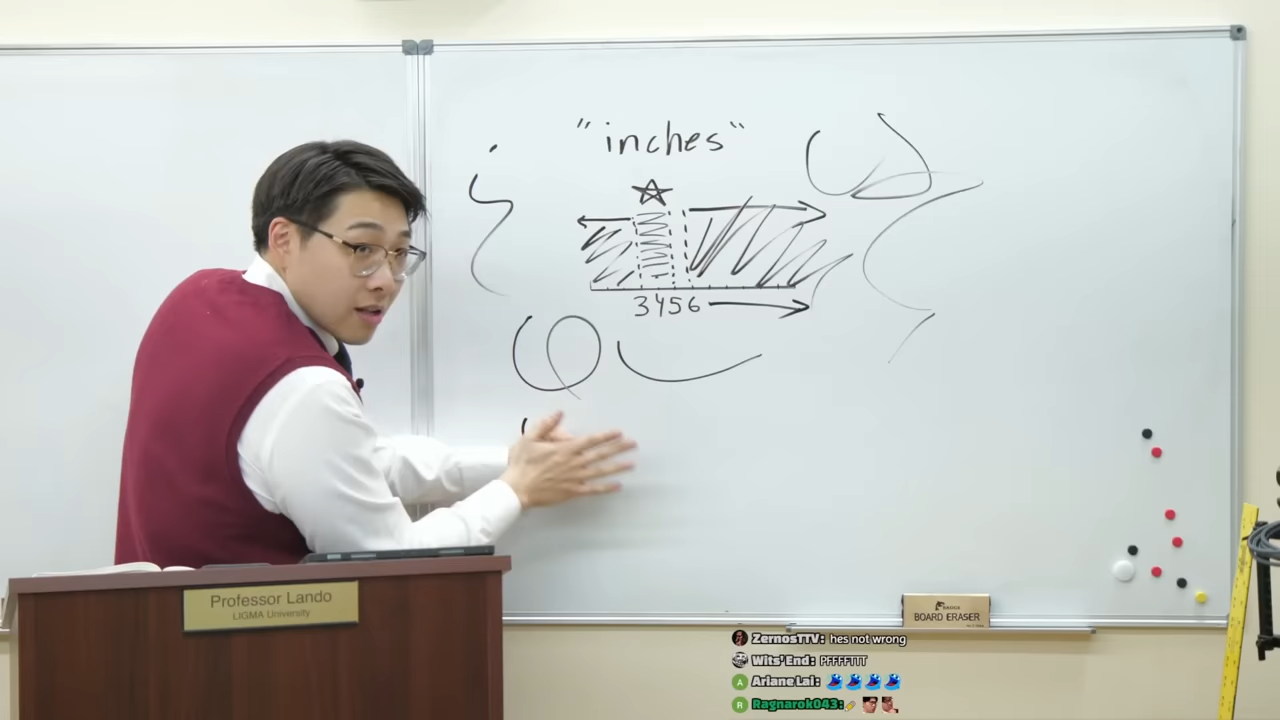 "inches"
3456
Professor Lando
LIGMA University
BOARD ERASER
ZernosTTV: hes not wrong
Wits'End: PFFFFTTT
Ariane Lai:
Ragnarok043: